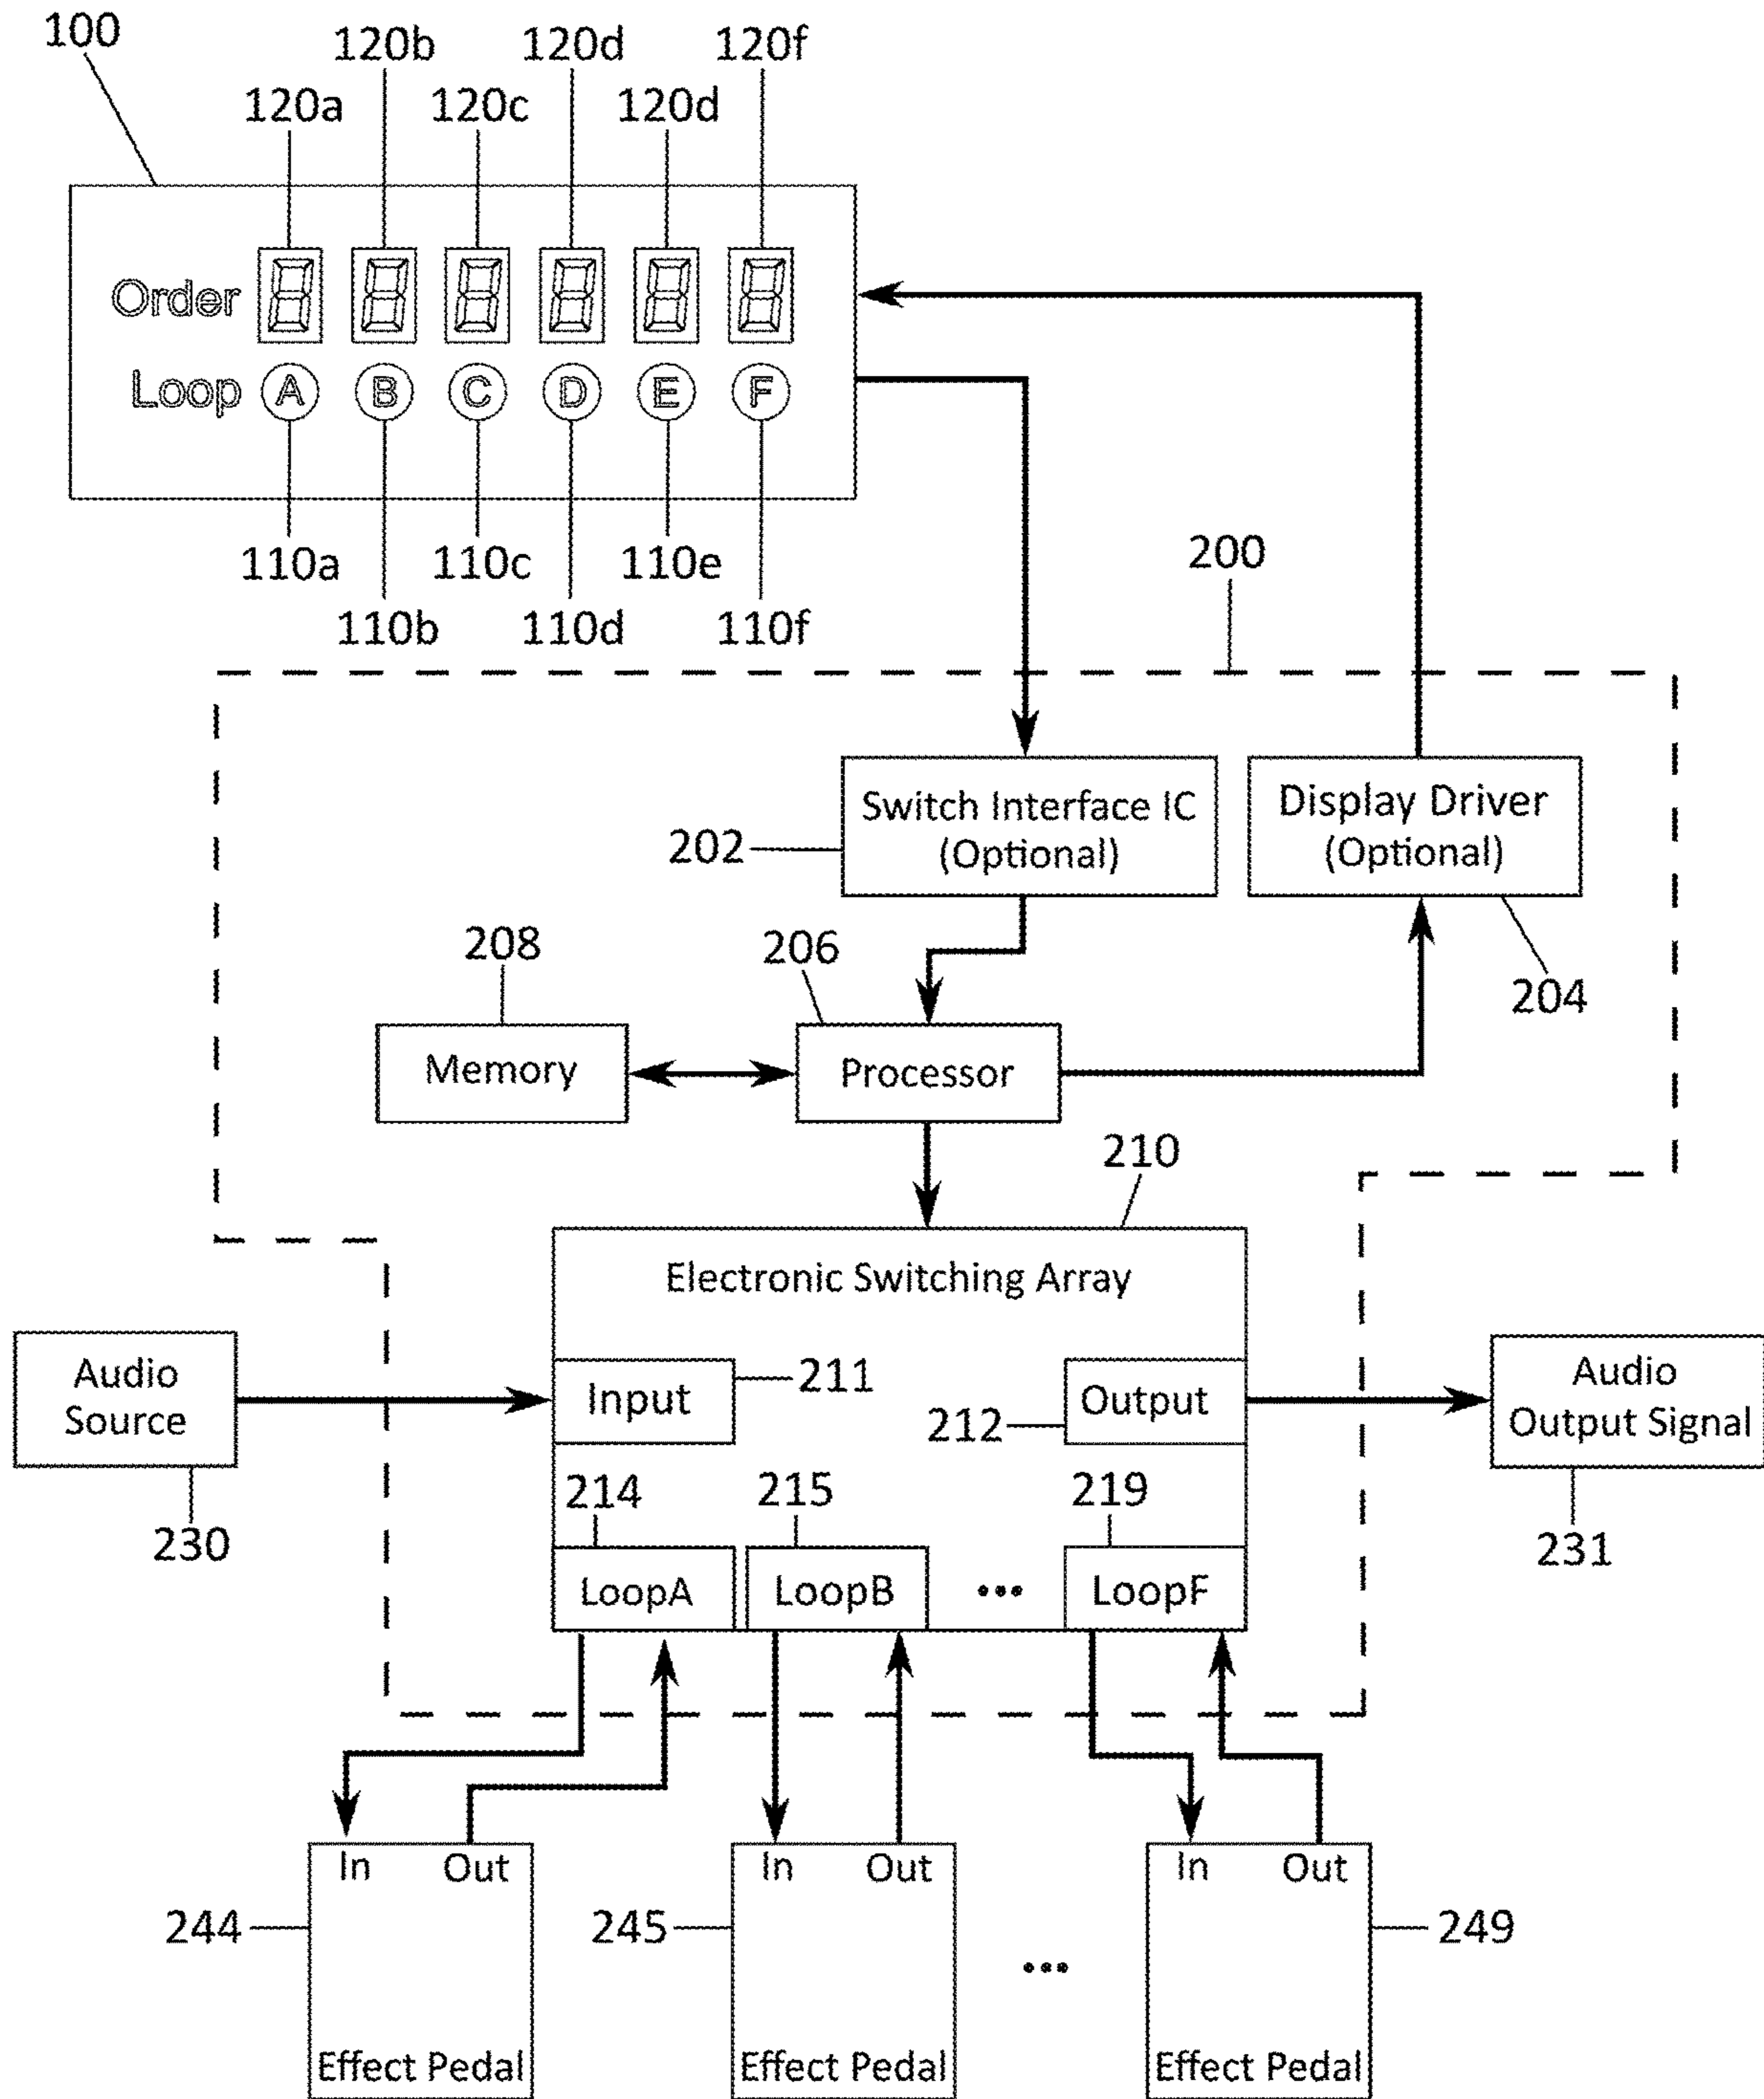 100
120b
120d
120f
120a
120c
120d
Order
Loop
A
B
C
D
E
F
110a
110c
110e
110b
110d
110f
200
Switch Interface IC
(Optional)
202
Display Driver
(Optional)
204
208
206
Memory
Processor
210
Electronic Switching Array
Audio
Source
230
Input
211
212
Output
Audio
Output Signal
231
214
215
219
LoopA
LoopB
...
LoopF
In
Out
In
Out
In
Out
244
245
...
249
Effect Pedal
Effect Pedal
Effect Pedal